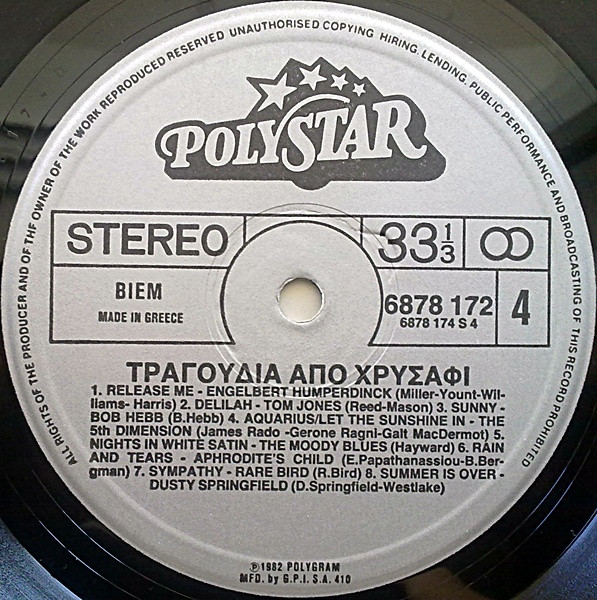 ALL RIGHTS OF THE PRODUCER AND OF THE OWNER OF THE WORK REPRODUCED RESERVED UNAUTHORISED COPYING HIRING, LENDING, PUBLIC PERFORMANCE AND BROADCASTING OF THIS RECORD PROHIBITED
POLYSTAR
STEREO 33 1/3
BIEM
MADE IN GREECE
6878 172
6878 174 S 4
4
ΤΡΑΓΟΥΔΙΑ ΑΠΟ ΧΡΥΣΑΦΙ
1. RELEASE ME - ENGELBERT HUMPERDINCK (Miller-Yount-Wil-
liams- Harris) 2. DELILAH - TOM JONES (Reed-Mason) 3. SUNNY -
BOB HEBB (B.Hebb) 4. AQUARIUS/LET THE SUNSHINE IN - THE
5th DIMENSION (James Rado -Gerone Ragni-Galt MacDermot) 5.
NIGHTS IN WHITE SATIN - THE MOODY BLUES (Hayward) 6. RAIN
AND TEARS - APHRODITE'S CHILD (E.Papathanassiou-B.Ber-
gman) 7. SYMPATHY - RARE BIRD (R.Bird) 8. SUMMER IS OVER -
DUSTY SPRINGFIELD (D.Springfield-Westlake)
℗1982 POLYGRAM
MFD. by G.P.I. S.A. 410